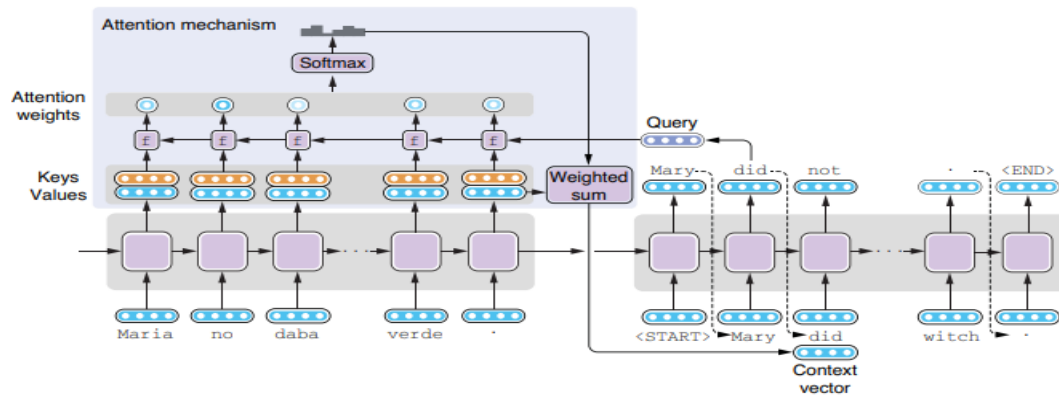 Attention mechanism
Softmax
Attention
weights
f f f f f
Query
Keys
Values
Weighted
sum
Mary did not . <END>
...
...
Maria no daba verde .
<START> Mary did witch .
Context
vector